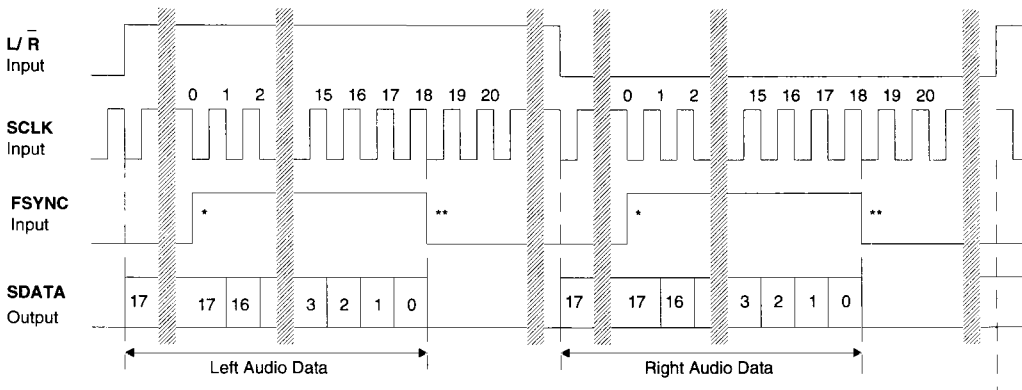 L/ R̅
Input
0 1 2 15 16 17 18 19 20 0 1 2 15 16 17 18 19 20
SCLK
Input
FSYNC
Input
* ** * **
SDATA
Output
17 17 16 3 2 1 0 17 17 16 3 2 1 0
Left Audio Data Right Audio Data